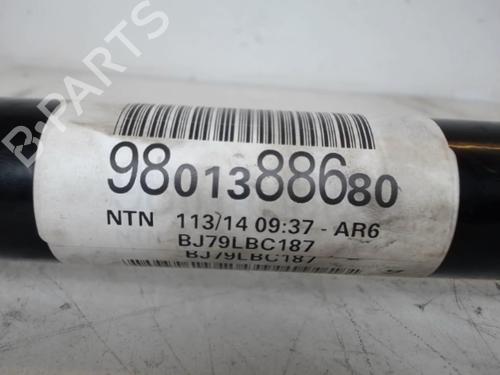 B-PARTS
9801388680
NTN 113/14 09:37 - AR6
BJ79LBC187
BJ79LBC187